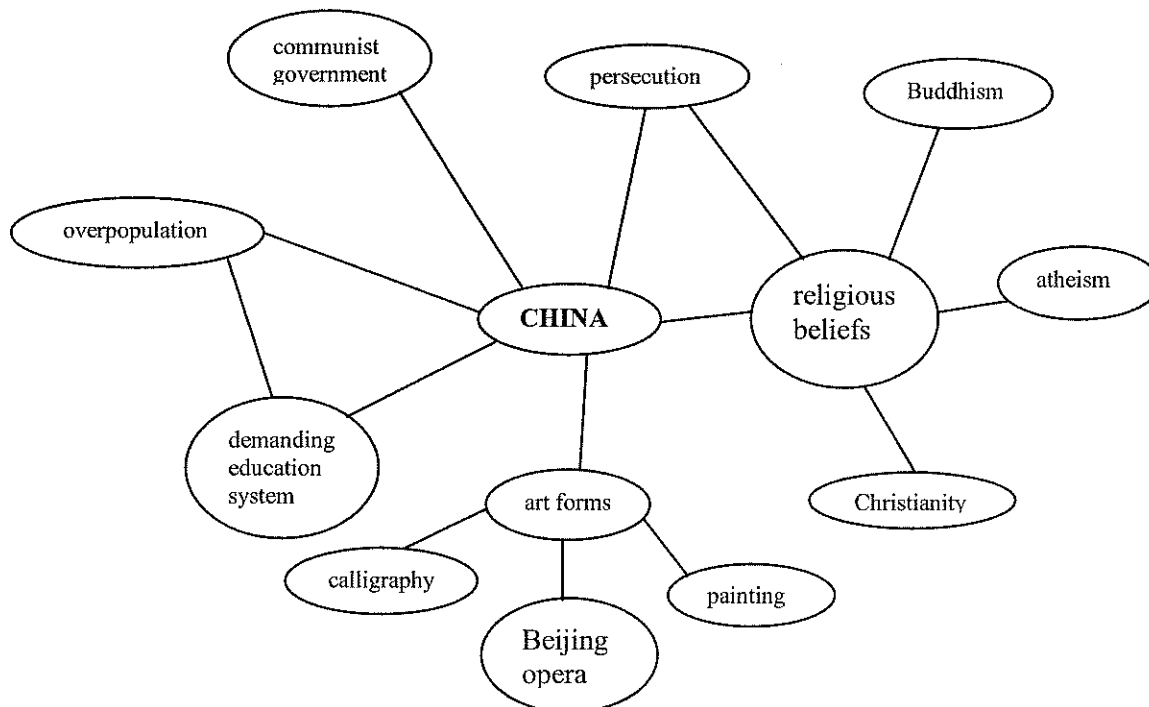 communist
government
persecution
Buddhism
overpopulation
CHINA
religious
beliefs
atheism
demanding
education
system
art forms
Christianity
calligraphy
painting
Beijing
opera